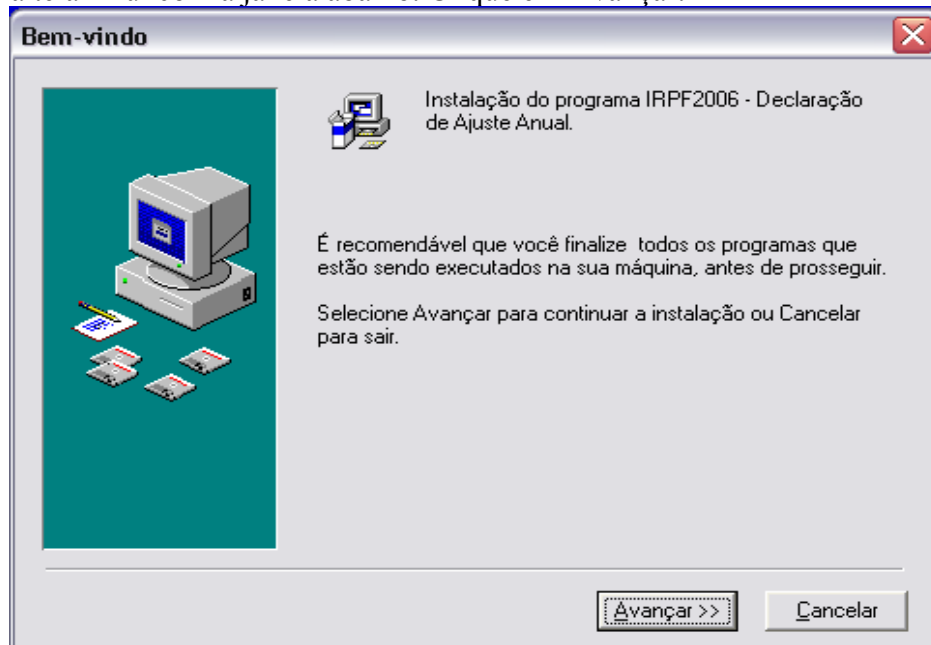 Bem-vindo
Instalação do programa IRPF2006 - Declaração
de Ajuste Anual.
É recomendável que você finalize todos os programas que
estão sendo executados na sua máquina, antes de prosseguir.
Selecione Avançar para continuar a instalação ou Cancelar
para sair.
Avançar >>
Cancelar